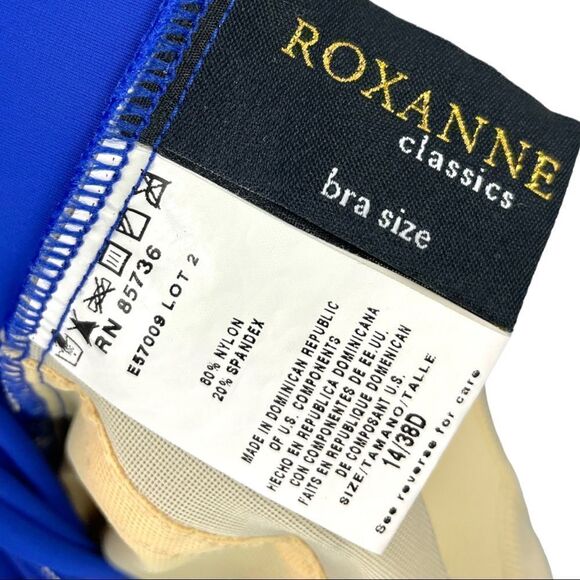 ROXANNE
classics
bra size
RN 85736
E57009 LOT 2
80% NYLON
20% SPANDEX
MADE IN DOMINICAN REPUBLIC
OF U.S. COMPONENTS
HECHO EN REPUBLICA DOMINICANA
CON COMPONENTES DE EE.UU.
FAITS EN REPUBLIQUE DOMENICAN
DE COMPOSANT U.S.
SIZE/TAMANO/TALLE
14/38D
See reverse for care